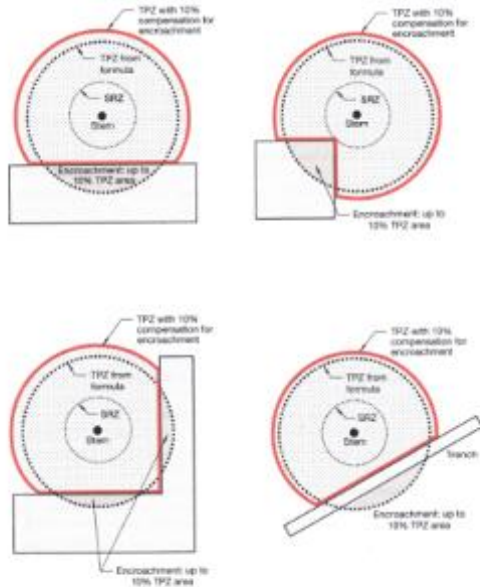 TPZ with 10%
compensation for
encroachment
TPZ from
formula
SRZ
Stem
Encroachment: up to
10% TPZ area
TPZ with 10%
compensation for
encroachment
TPZ from
formula
SRZ
Stem
Encroachment: up to
10% TPZ area
TPZ with 10%
compensation for
encroachment
TPZ from
formula
SRZ
Stem
Encroachment: up to
10% TPZ area
TPZ with 10%
compensation for
encroachment
TPZ from
formula
SRZ
Stem
Trench
Encroachment: up to
10% TPZ area